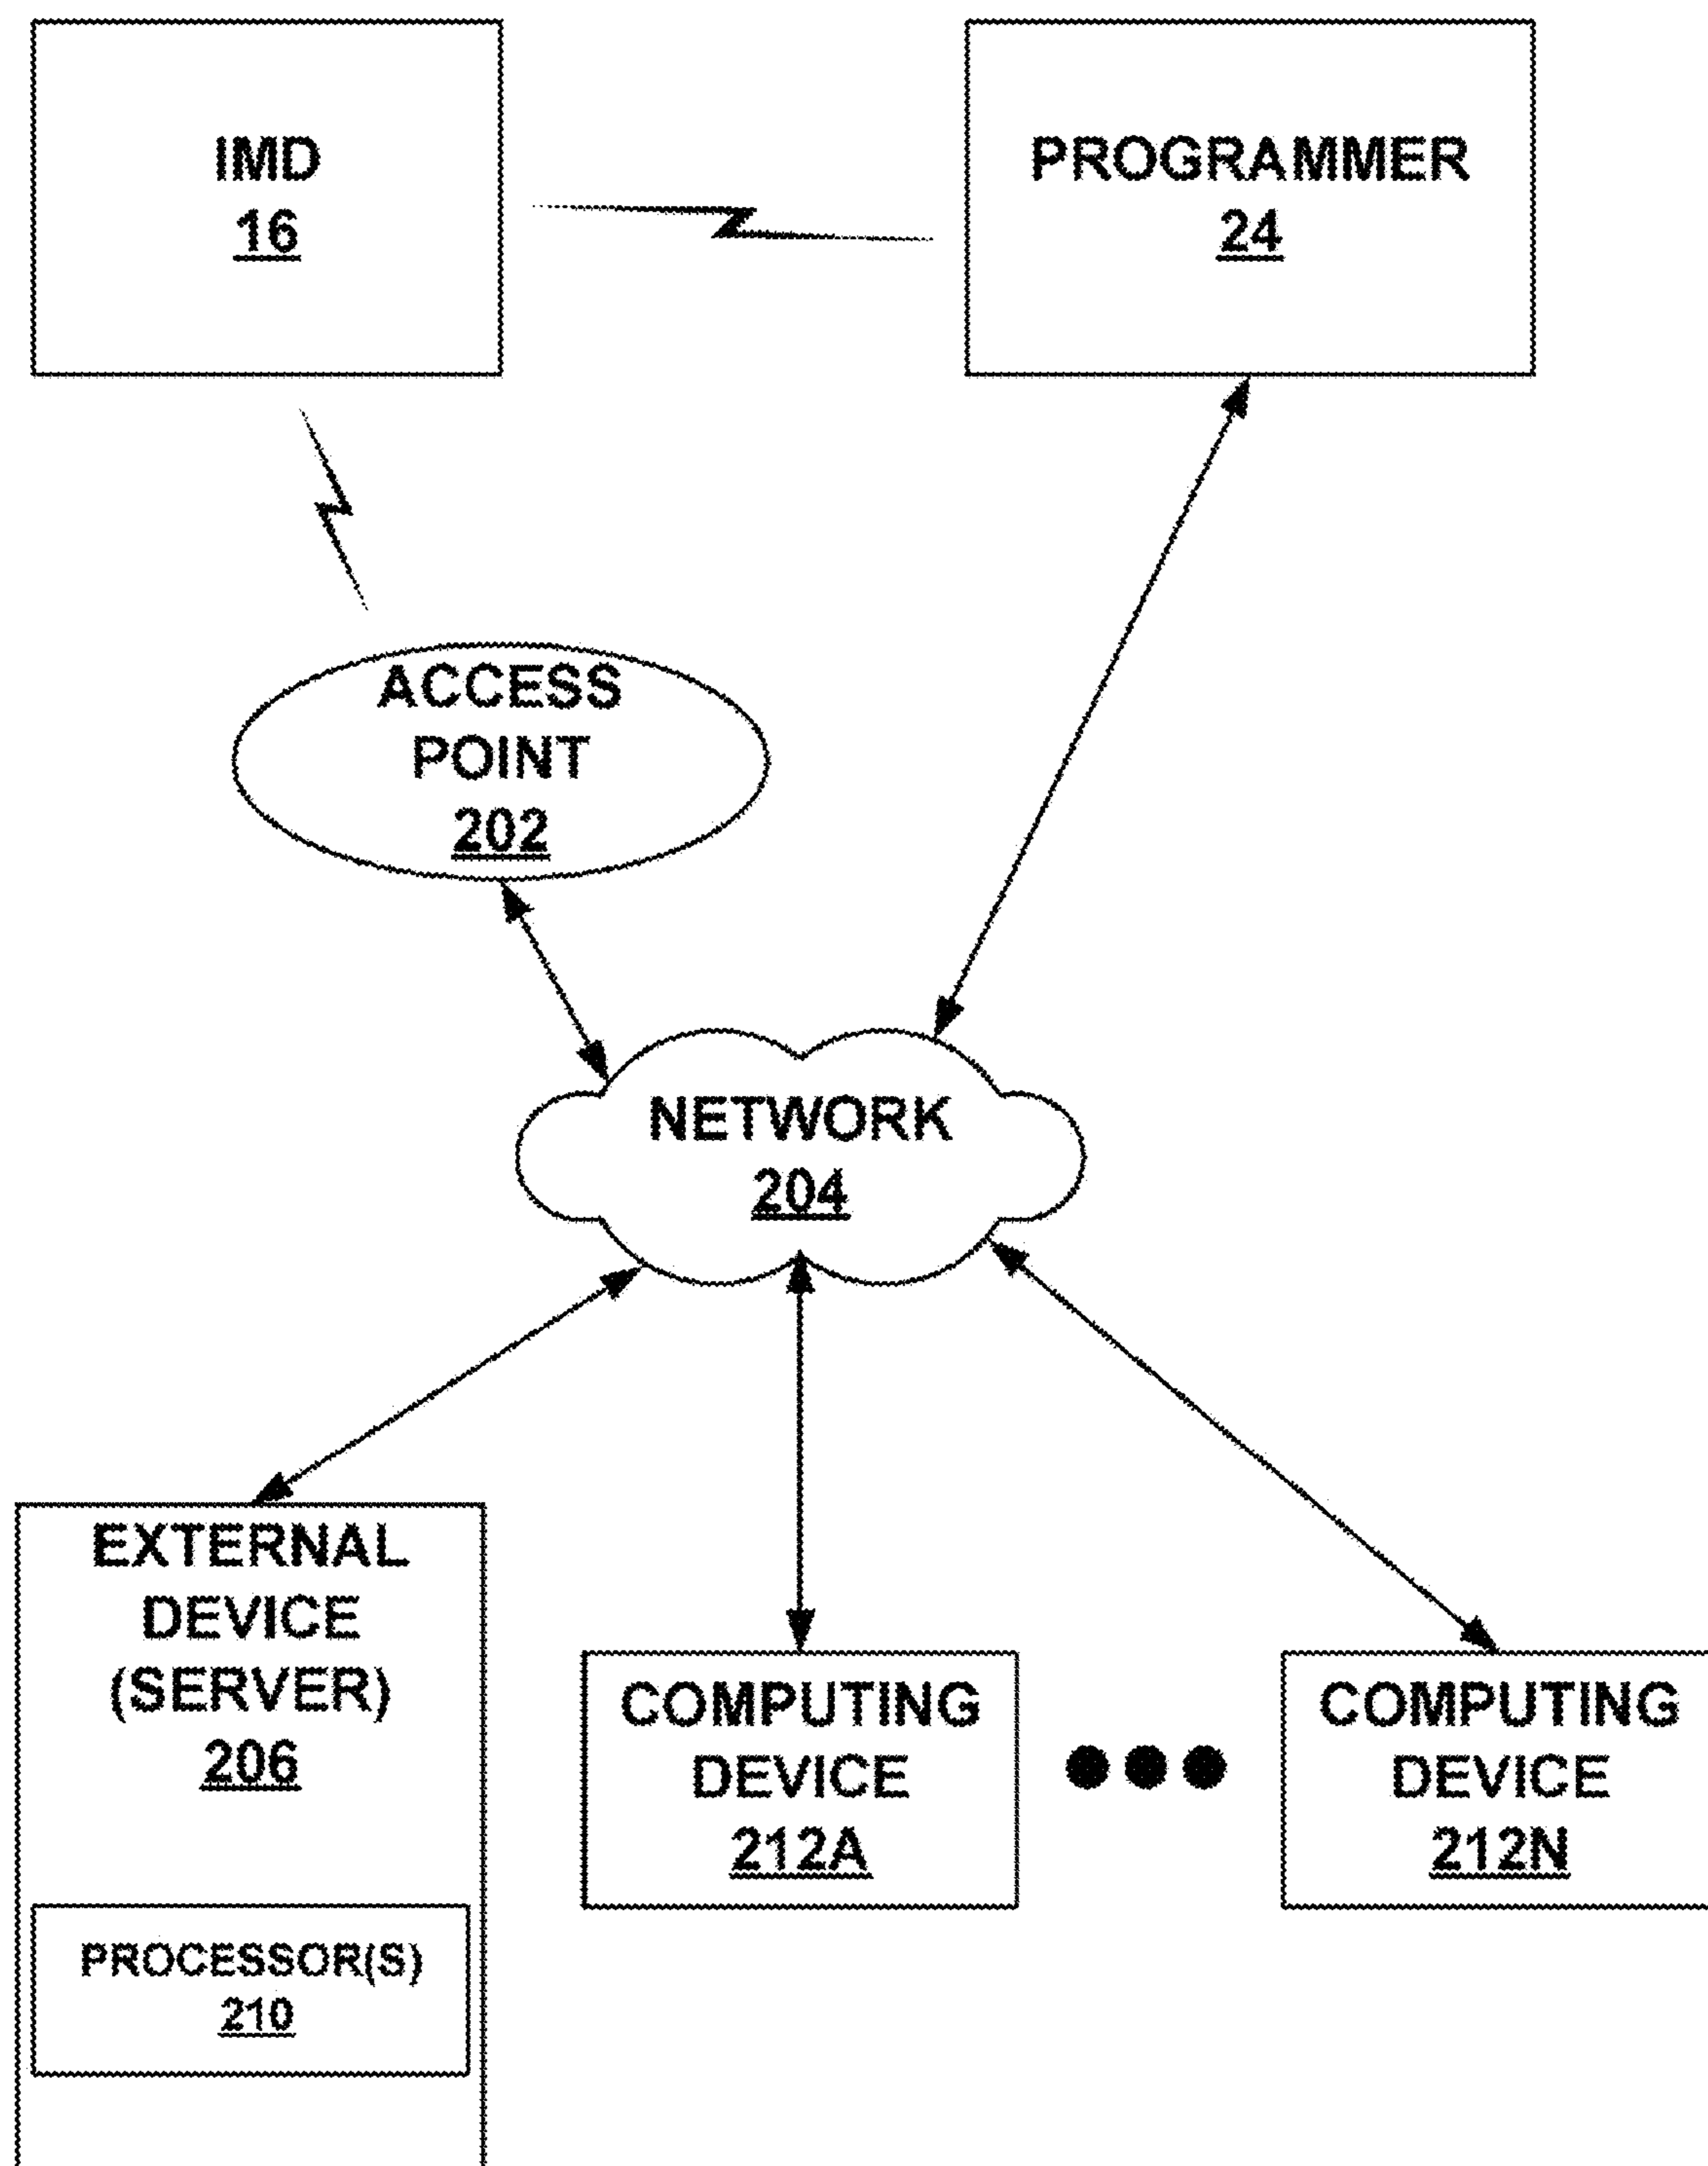 IMD
16
PROGRAMMER
24
ACCESS
POINT
202
NETWORK
204
EXTERNAL
DEVICE
(SERVER)
206
PROCESSOR(S)
210
COMPUTING
DEVICE
212A
COMPUTING
DEVICE
212N